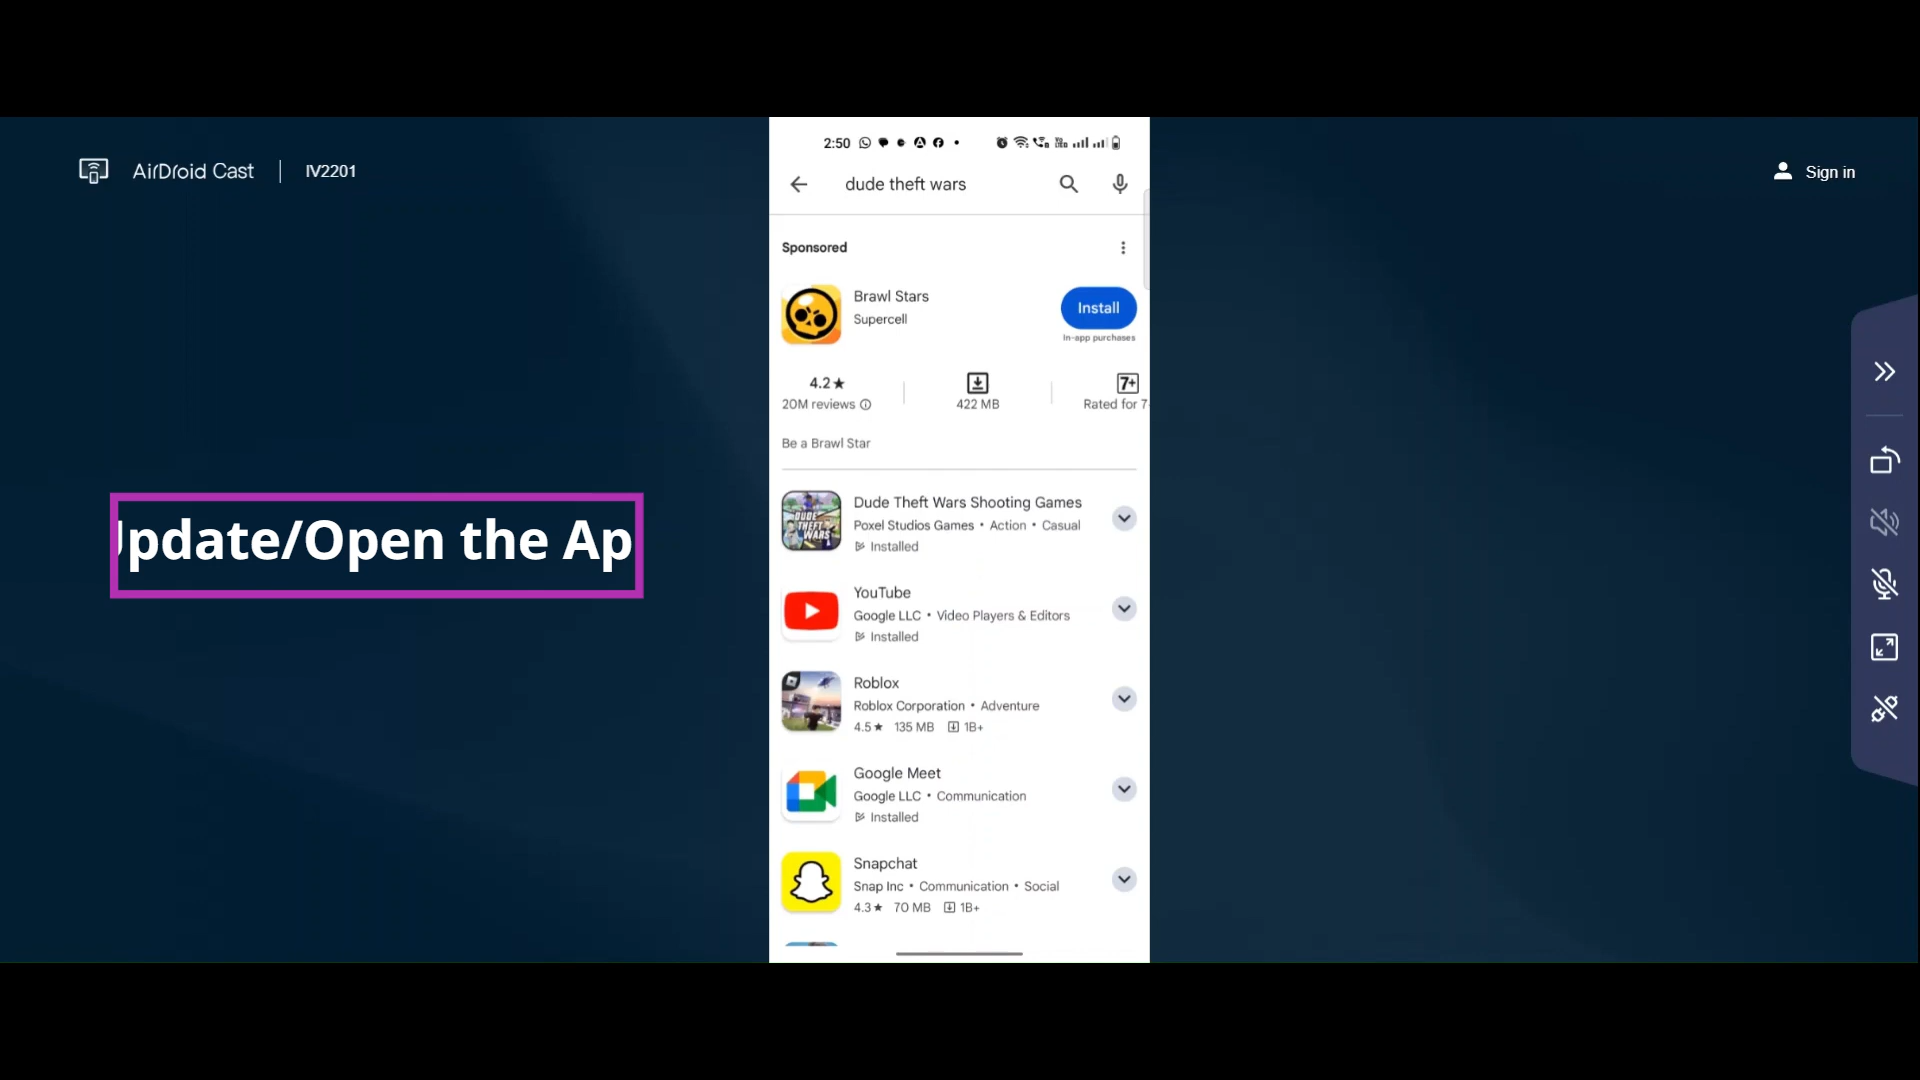 2:50
AirDroid Cast | IV2201
Sign in
dude theft wars
Sponsored
Brawl Stars
Supercell
Install
In-app purchases
4.2★
20M reviews
422 MB
7+
Rated for 7
Be a Brawl Star
Dude Theft Wars Shooting Games
Poxel Studios Games • Action • Casual
Installed
DUDE
THEFT
WARS
YouTube
Google LLC • Video Players & Editors
Installed
Roblox
Roblox Corporation • Adventure
4.5★ 135 MB 1B+
Google Meet
Google LLC • Communication
Installed
Snapchat
Snap Inc • Communication • Social
4.3★ 70 MB 1B+
Update/Open the Ap